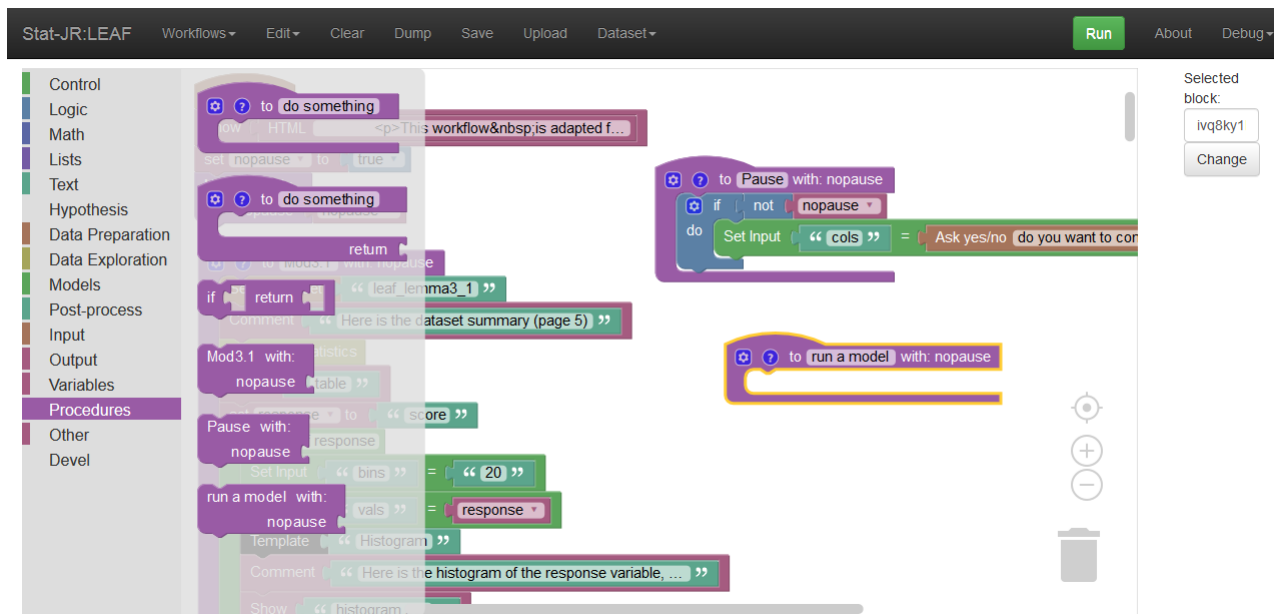 Stat-JR:LEAF Workflows Edit Clear Dump Save Upload Dataset Run About Debug
Control
Logic
Math
Lists
Text
Hypothesis
Data Preparation
Data Exploration
Models
Post-process
Input
Output
Variables
Procedures
Other
Devel
? to do something
HTML <p>This workflow&nbsp;is adapted f...
set nopause to true
? to do something
return
? to Mod3.1 with: nopause
if return
“ leaf_lemma3_1 ”
Comment “ Here is the dataset summary (page 5) ”
Mod3.1 with:
nopause
table ”
response to “ score ”
Pause with:
nopause
response
Set Input “ bins ” = “ 20 ”
run a model with:
nopause
vals ” = response
Template “ Histogram ”
Comment “ Here is the histogram of the response variable, ... ”
Show “ histogram
? to Pause with: nopause
if not nopause
do Set Input “ cols ” = Ask yes/no do you want to con
? to run a model with: nopause
Selected
block:
ivq8ky1
Change